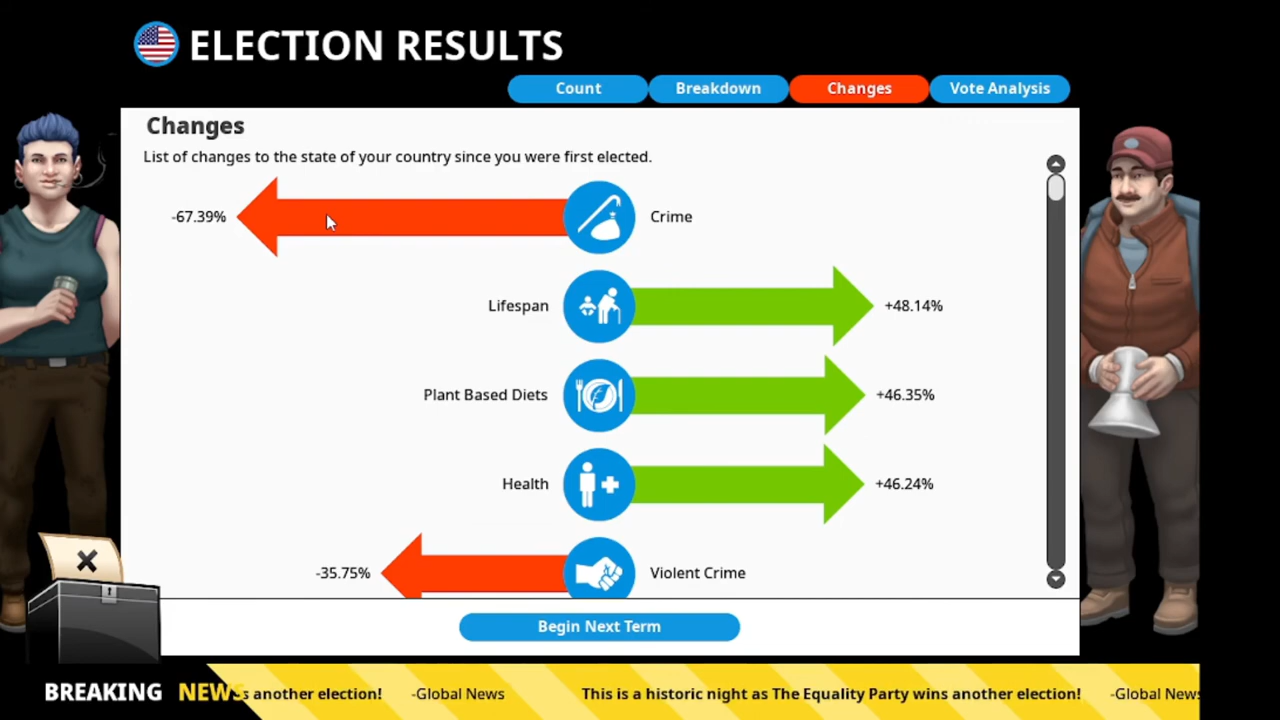 ELECTION RESULTS
Count
Breakdown
Changes
Vote Analysis
Changes
List of changes to the state of your country since you were first elected.
-67.39%
Crime
Lifespan
+48.14%
Plant Based Diets
+46.35%
Health
+46.24%
-35.75%
Violent Crime
Begin Next Term
BREAKING NEWS
s another election! -Global News This is a historic night as The Equality Party wins another election! -Global News